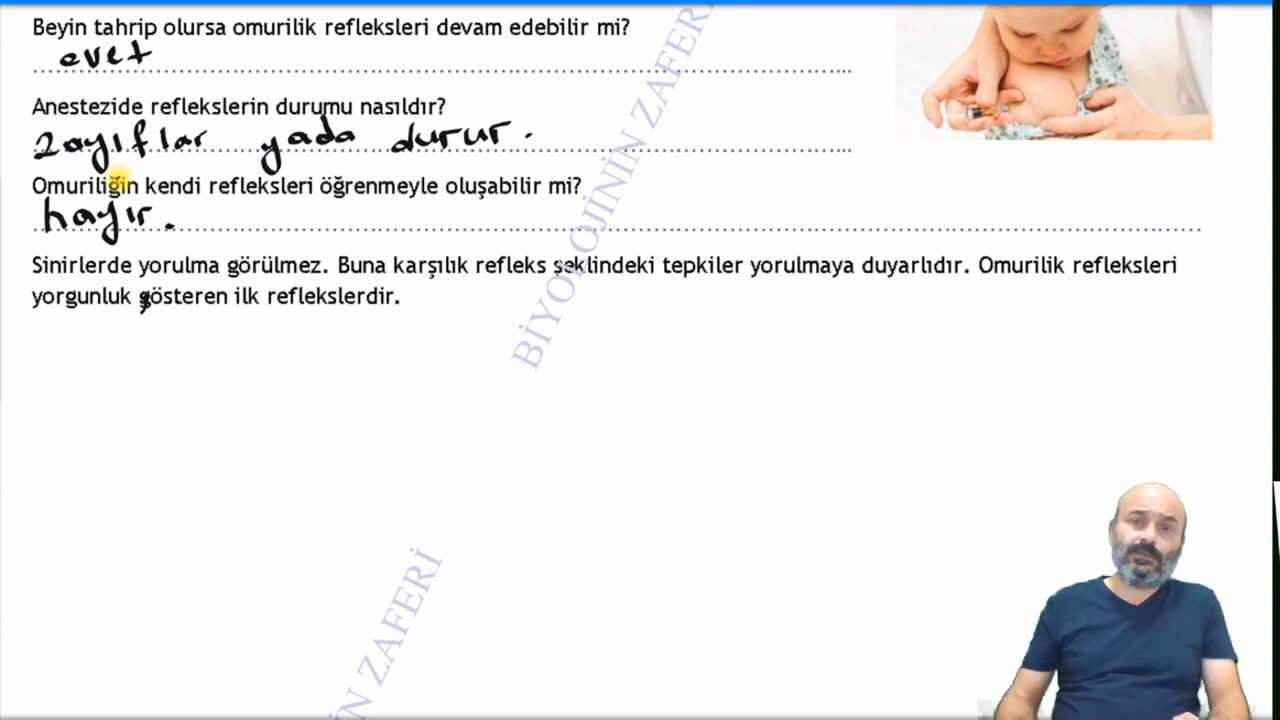 Beyin tahrip olursa omurilik refleksleri devam edebilir mi?
evet
Anestezide reflekslerin durumu nasıldır?
zayıflar yada durur.
Omuriliğin kendi refleksleri öğrenmeyle oluşabilir mi?
hayır.
Sinirlerde yorulma görülmez. Buna karşılık refleks şeklindeki tepkiler yorulmaya duyarlıdır. Omurilik refleksleri
yorgunluk gösteren ilk reflekslerdir.
BİYOLOJİNİN ZAFERİ
İN ZAFERİ